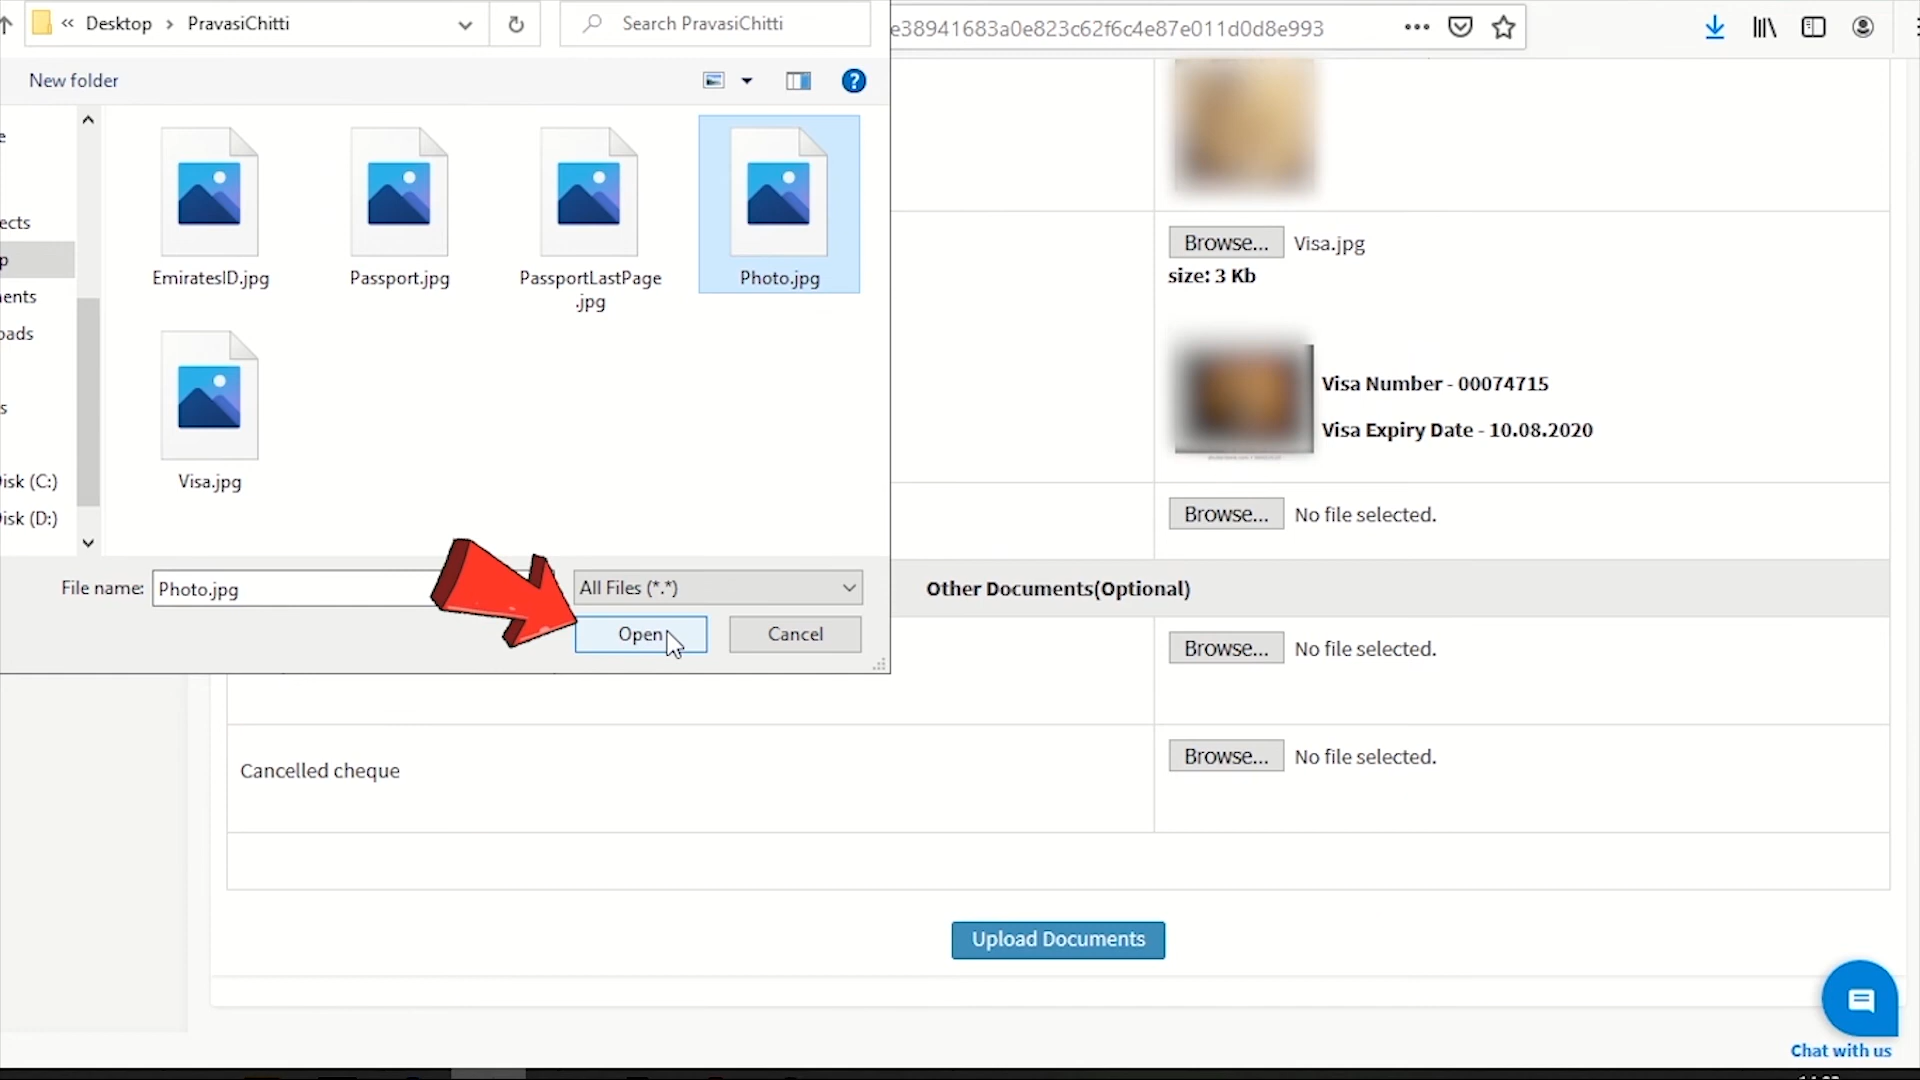 « Desktop > PravasiChitti
Search PravasiChitti
e38941683a0e823c62f6c4e87e011d0d8e993
New folder
ects
p
ents
oads
s
isk (C:)
isk (D:)
EmiratesID.jpg
Passport.jpg
PassportLastPage
.jpg
Photo.jpg
Visa.jpg
File name: Photo.jpg
All Files (*.*)
Open
Cancel
Browse... Visa.jpg
size: 3 Kb
Visa Number - 00074715
Visa Expiry Date - 10.08.2020
Browse... No file selected.
Other Documents(Optional)
Browse... No file selected.
Cancelled cheque
Browse... No file selected.
Upload Documents
Chat with us